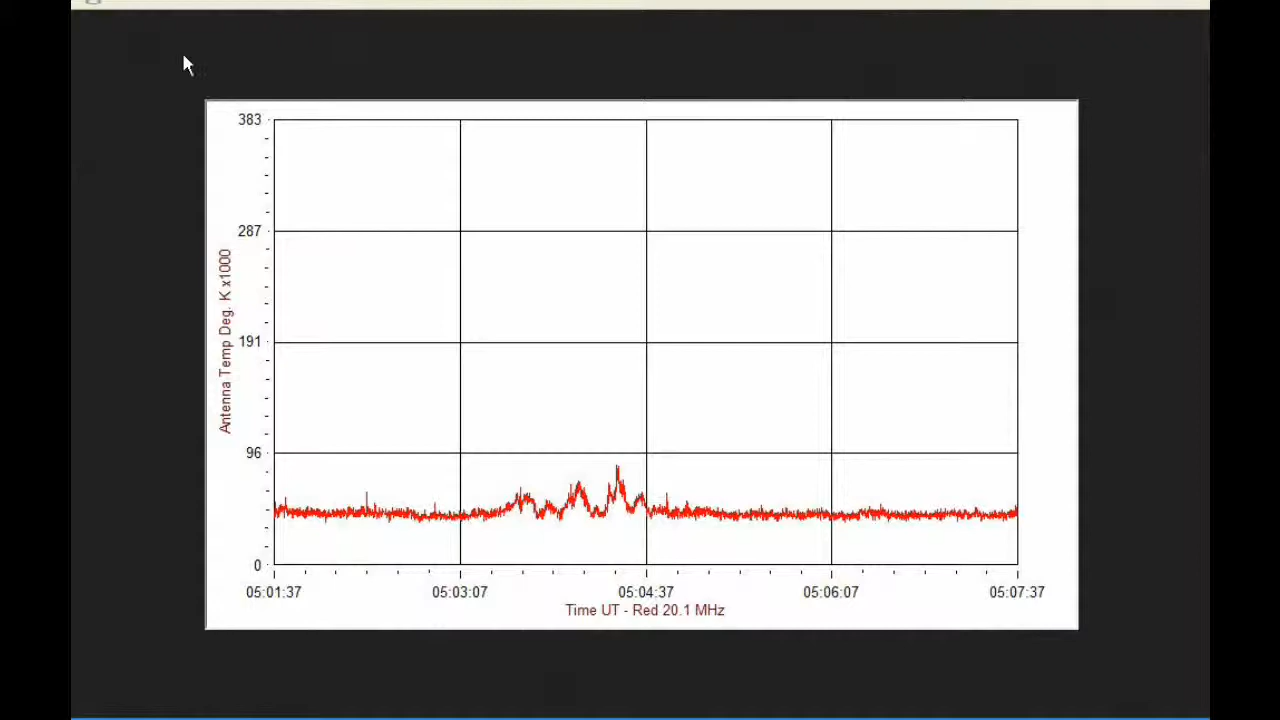 383
287
191
96
0
Antenna Temp Deg. K x1000
05:01:37 05:03:07 05:04:37 05:06:07 05:07:37
Time UT - Red 20.1 MHz